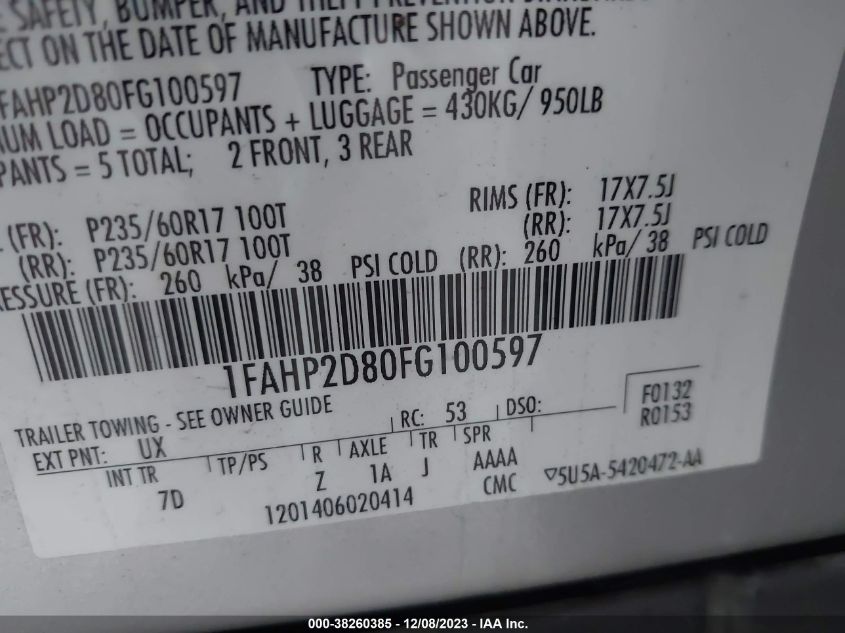 SAFETY, BUMPER, AND THEFT PREVENTION
ECT ON THE DATE OF MANUFACTURE SHOWN ABOVE.
FAHP2D80FG100597 TYPE: Passenger Car
UM LOAD = OCCUPANTS + LUGGAGE = 430KG/ 950LB
PANTS = 5 TOTAL; 2 FRONT, 3 REAR
(FR): P235/60R17 100T RIMS (FR): 17X7.5J
(RR): P235/60R17 100T (RR): 17X7.5J
ESSURE (FR): 260 kPa/ 38 PSI COLD (RR): 260 kPa/ 38 PSI COLD
1FAHP2D80FG100597
TRAILER TOWING - SEE OWNER GUIDE RC: 53 DSO: F0132
R0153
EXT PNT: UX
INT TR TP/PS R AXLE TR SPR
7D Z 1A J AAAA
1201406020414 CMC ▽5U5A-5420472-AA
000-38260385 - 12/08/2023 - IAA Inc.